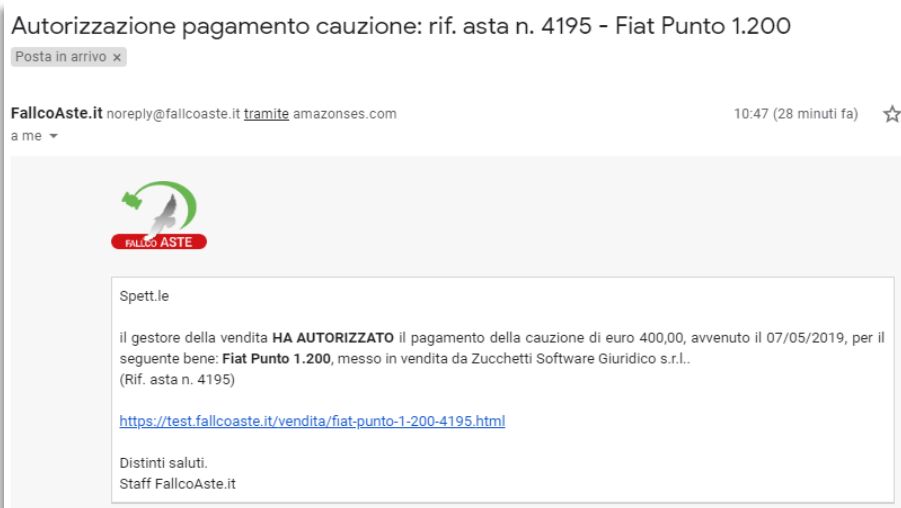 Autorizzazione pagamento cauzione: rif. asta n. 4195 - Fiat Punto 1.200
Posta in arrivo x
FallcoAste.it noreply@fallcoaste.it tramite amazonses.com 10:47 (28 minuti fa)
a me
FALLCO ASTE
Spett.le
il gestore della vendita HA AUTORIZZATO il pagamento della cauzione di euro 400,00, avvenuto il 07/05/2019, per il
seguente bene: Fiat Punto 1.200, messo in vendita da Zucchetti Software Giuridico s.r.l..
(Rif. asta n. 4195)
https://test.fallcoaste.it/vendita/fiat-punto-1-200-4195.html
Distinti saluti.
Staff FallcoAste.it